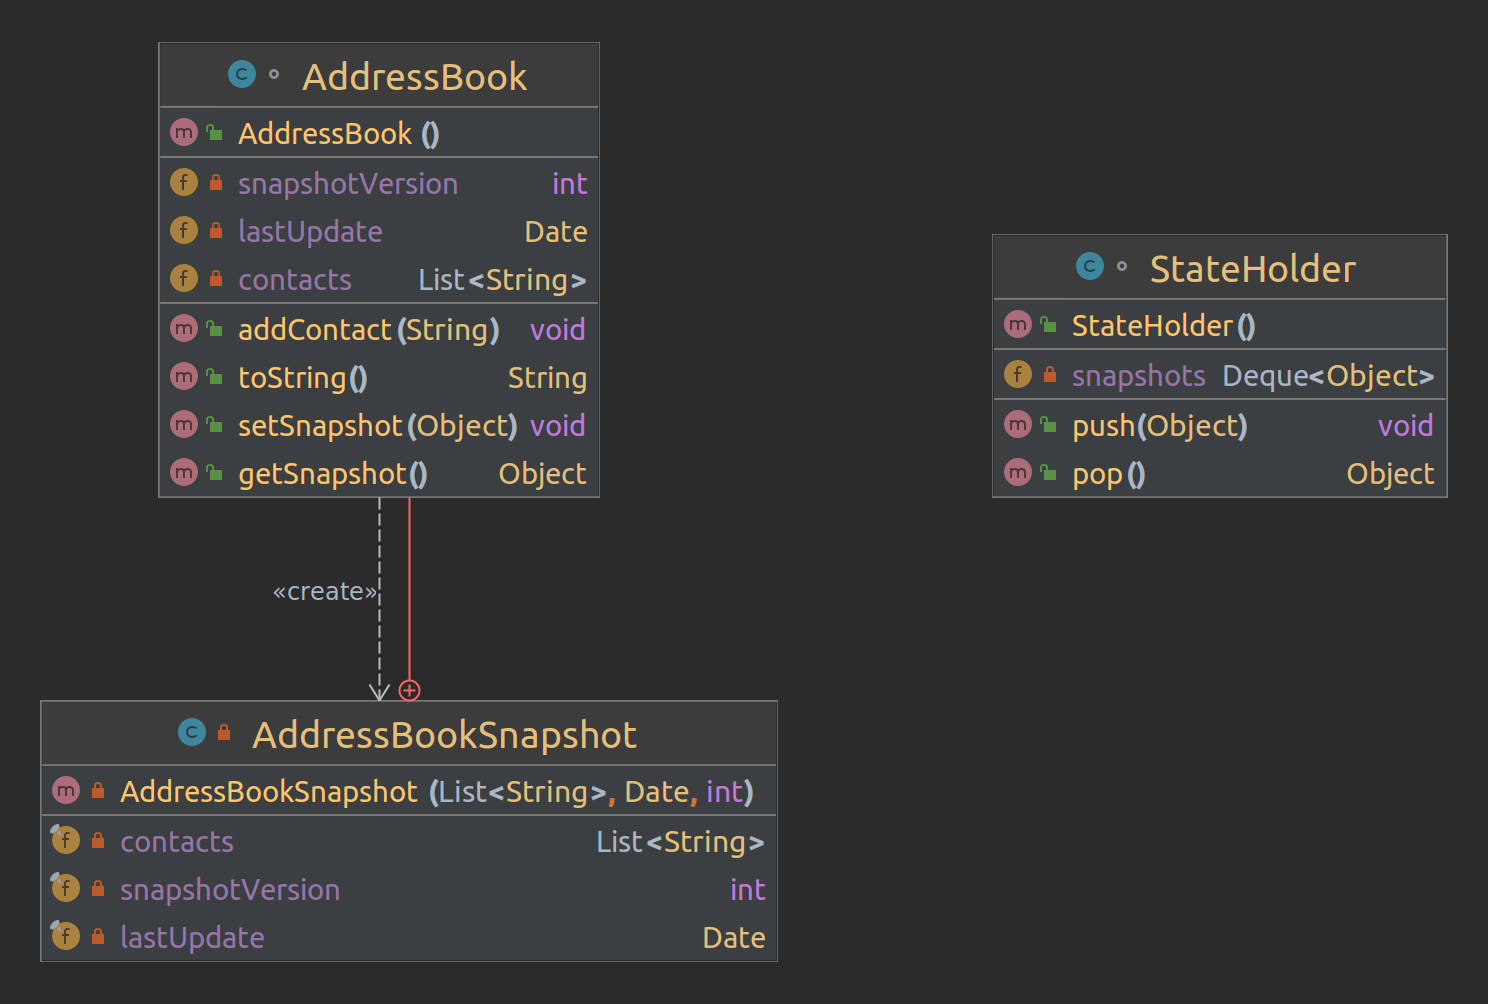 AddressBook
AddressBook ()
snapshotVersion int
lastUpdate Date
contacts List<String>
addContact(String) void
toString() String
setSnapshot(Object) void
getSnapshot() Object
StateHolder
StateHolder()
snapshots Deque<Object>
push(Object) void
pop() Object
«create»
AddressBookSnapshot
AddressBookSnapshot (List<String>, Date, int)
contacts List<String>
snapshotVersion int
lastUpdate Date